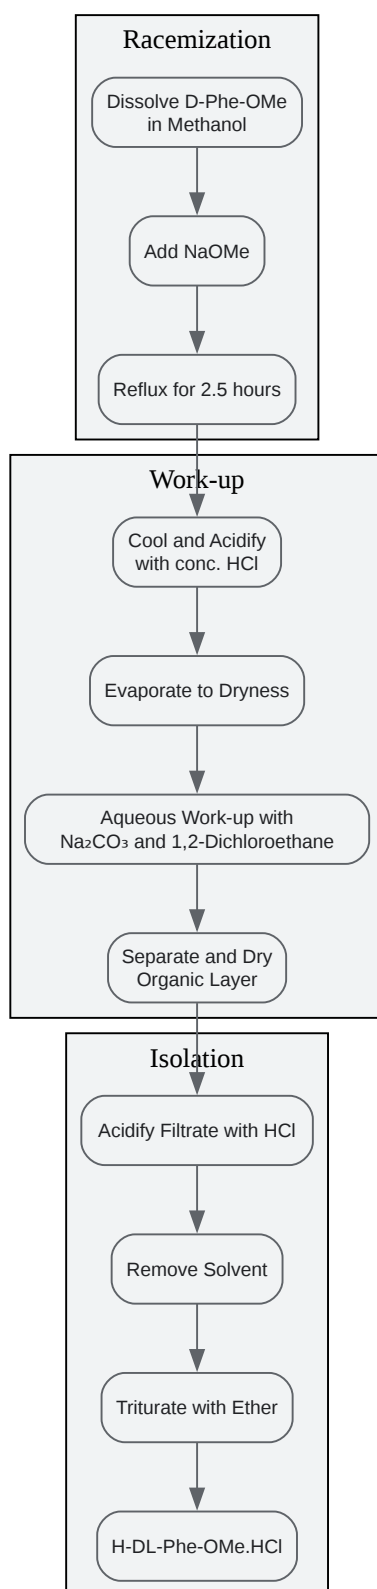 Racemization
Dissolve D-Phe-OMe
in Methanol
Add NaOMe
Reflux for 2.5 hours
Work-up
Cool and Acidify
with conc. HCl
Evaporate to Dryness
Aqueous Work-up with
Na₂CO₃ and 1,2-Dichloroethane
Separate and Dry
Organic Layer
Isolation
Acidify Filtrate with HCl
Remove Solvent
Triturate with Ether
H-DL-Phe-OMe.HCl